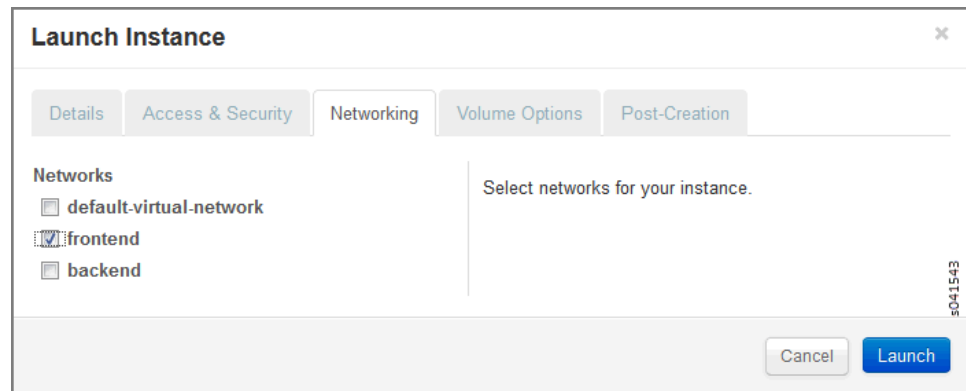 Launch Instance ×
Details Access & Security Networking Volume Options Post-Creation
Networks
Select networks for your instance.
default-virtual-network
frontend
backend
s041543
Cancel Launch